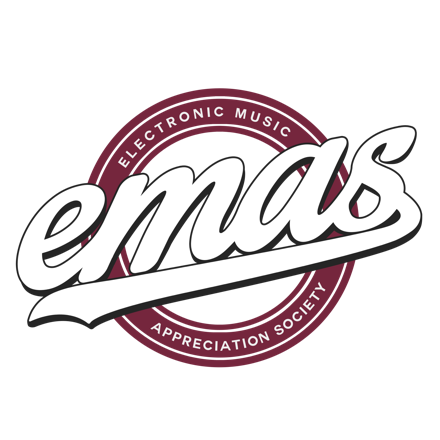 ELECTRONIC MUSIC
emas
APPRECIATION SOCIETY